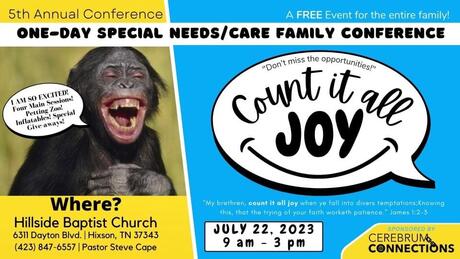 5th Annual Conference
A FREE Event for the entire family!
ONE-DAY SPECIAL NEEDS/CARE FAMILY CONFERENCE
I AM SO EXCITED!
Four Main Sessions!
Petting Zoo!
Inflatables! Special
Give aways!
"Don't miss the opportunities!"
Count it all
JOY
"My brethren, count it all joy when ye fall into divers temptations;Knowing
this, that the trying of your faith worketh patience." James 1:2-3
Where?
Hillside Baptist Church
6311 Dayton Blvd. | Hixson, TN 37343
(423) 847-6557 | Pastor Steve Cape
JULY 22, 2023
9 am - 3 pm
SPONSORED BY
CEREBRUM
CONNECTIONS